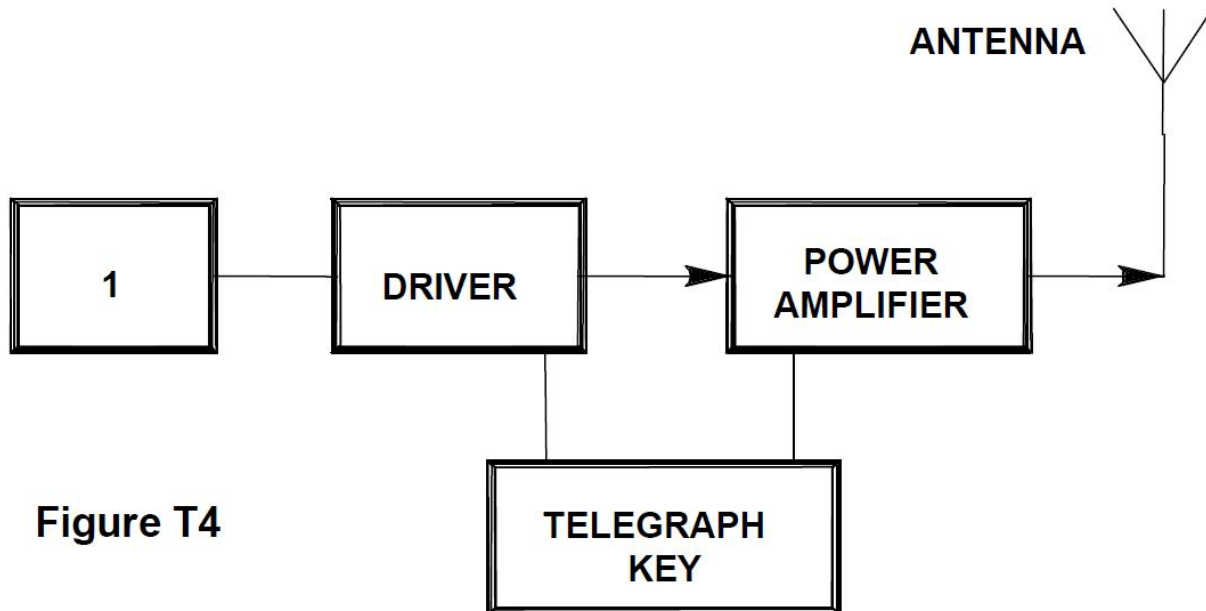 ANTENNA
1
DRIVER
POWER
AMPLIFIER
TELEGRAPH
KEY
Figure T4